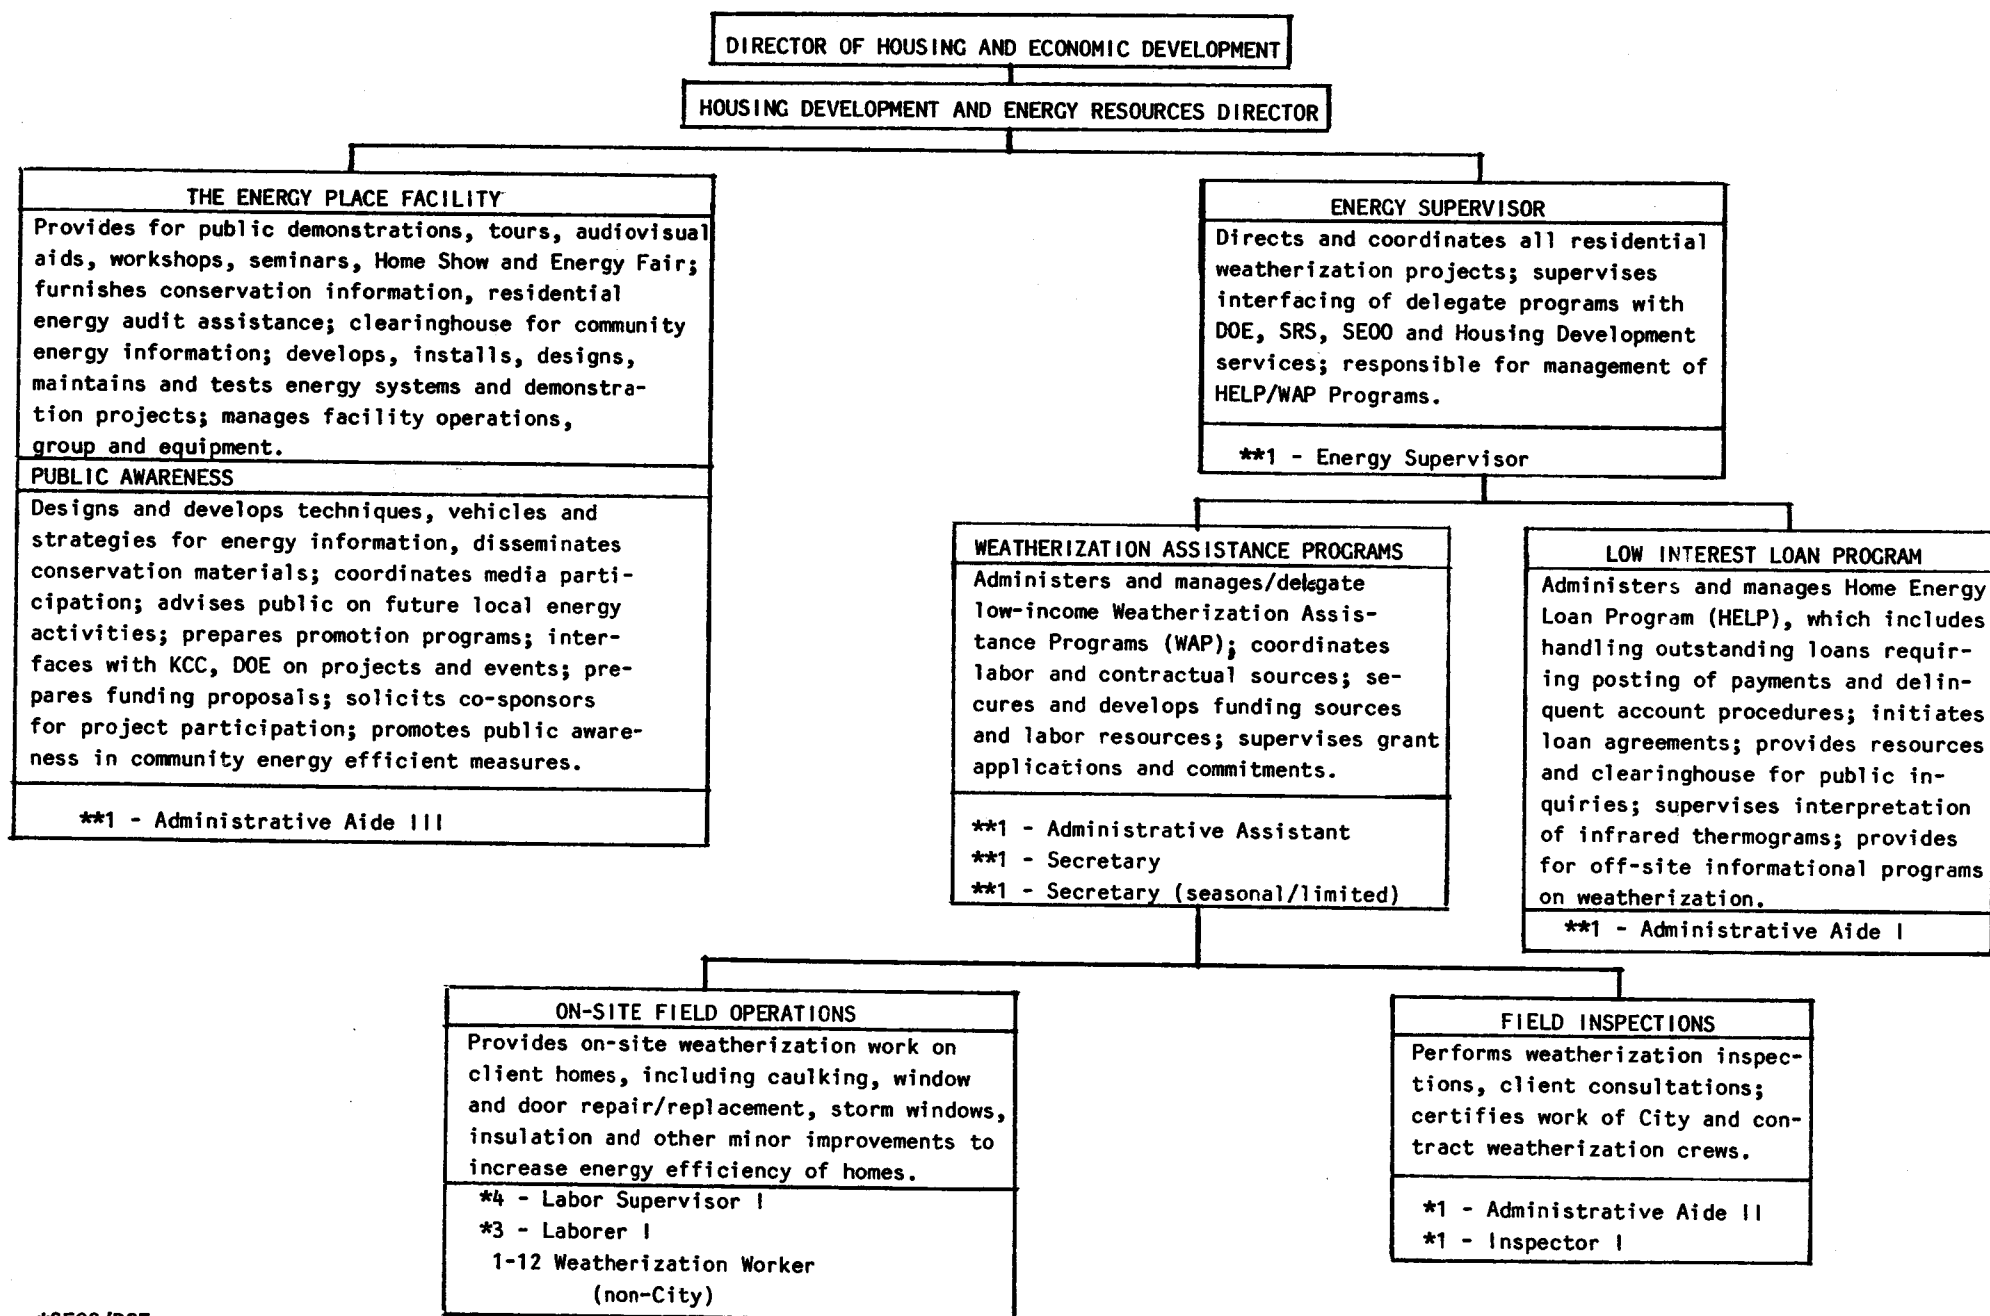 DIRECTOR OF HOUSING AND ECONOMIC DEVELOPMENT
HOUSING DEVELOPMENT AND ENERGY RESOURCES DIRECTOR
THE ENERGY PLACE FACILITY
Provides for public demonstrations, tours, audiovisual
aids, workshops, seminars, Home Show and Energy Fair;
furnishes conservation information, residential
energy audit assistance; clearinghouse for community
energy information; develops, installs, designs,
maintains and tests energy systems and demonstra-
tion projects; manages facility operations,
group and equipment.
PUBLIC AWARENESS
Designs and develops techniques, vehicles and
strategies for energy information, disseminates
conservation materials; coordinates media parti-
cipation; advises public on future local energy
activities; prepares promotion programs; inter-
faces with KCC, DOE on projects and events; pre-
pares funding proposals; solicits co-sponsors
for project participation; promotes public aware-
ness in community energy efficient measures.
**1 - Administrative Aide III
ENERGY SUPERVISOR
Directs and coordinates all residential
weatherization projects; supervises
interfacing of delegate programs with
DOE, SRS, SEOO and Housing Development
services; responsible for management of
HELP/WAP Programs.
**1 - Energy Supervisor
WEATHERIZATION ASSISTANCE PROGRAMS
Administers and manages/delegate
low-income Weatherization Assis-
tance Programs (WAP); coordinates
labor and contractual sources; se-
cures and develops funding sources
and labor resources; supervises grant
applications and commitments.
**1 - Administrative Assistant
**1 - Secretary
**1 - Secretary (seasonal/limited)
LOW INTEREST LOAN PROGRAM
Administers and manages Home Energy
Loan Program (HELP), which includes
handling outstanding loans requir-
ing posting of payments and delin-
quent account procedures; initiates
loan agreements; provides resources
and clearinghouse for public in-
quiries; supervises interpretation
of infrared thermograms; provides
for off-site informational programs
on weatherization.
**1 - Administrative Aide I
ON-SITE FIELD OPERATIONS
Provides on-site weatherization work on
client homes, including caulking, window
and door repair/replacement, storm windows,
insulation and other minor improvements to
increase energy efficiency of homes.
*4 - Labor Supervisor I
*3 - Laborer I
1-12 Weatherization Worker
(non-City)
FIELD INSPECTIONS
Performs weatherization inspec-
tions, client consultations;
certifies work of City and con-
tract weatherization crews.
*1 - Administrative Aide II
*1 - Inspector I